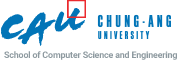 CAU CHUNG-ANG
UNIVERSITY
School of Computer Science and Engineering